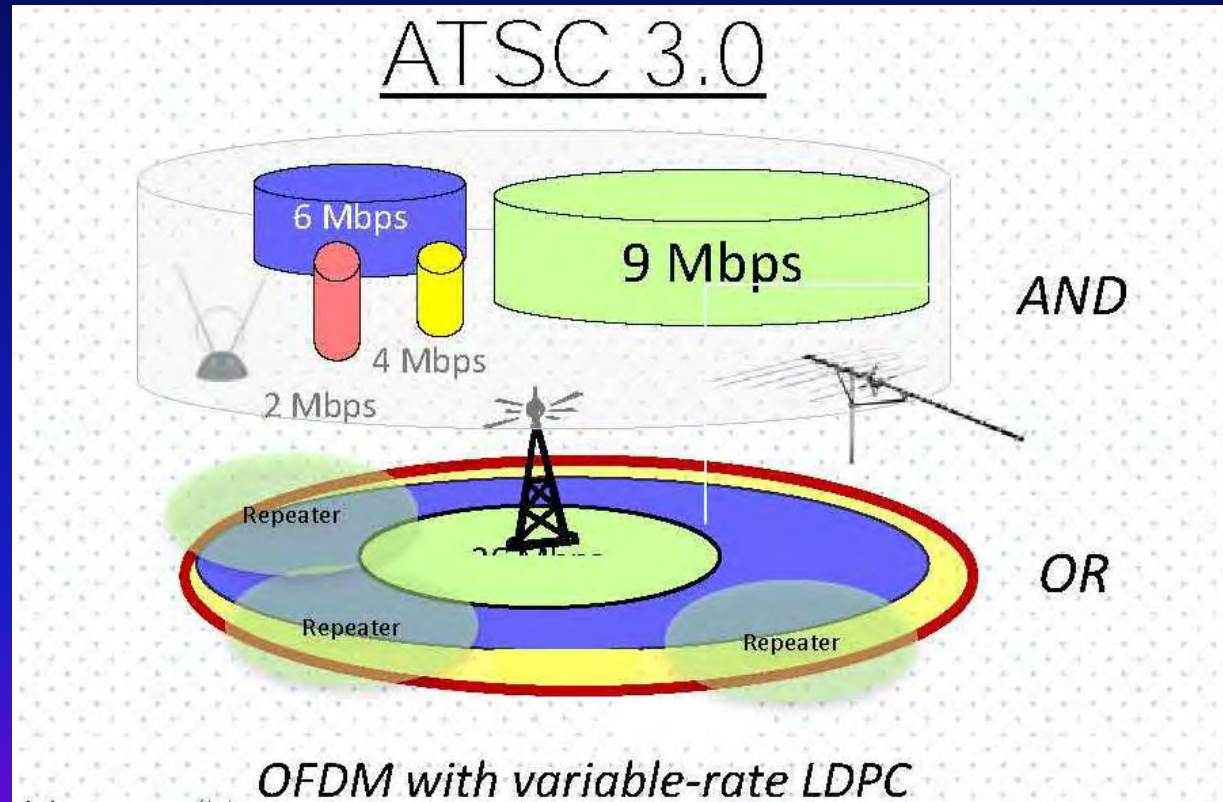 ATSC 3.0
6 Mbps
9 Mbps
AND
4 Mbps
2 Mbps
Repeater
OR
Repeater
Repeater
OFDM with variable-rate LDPC